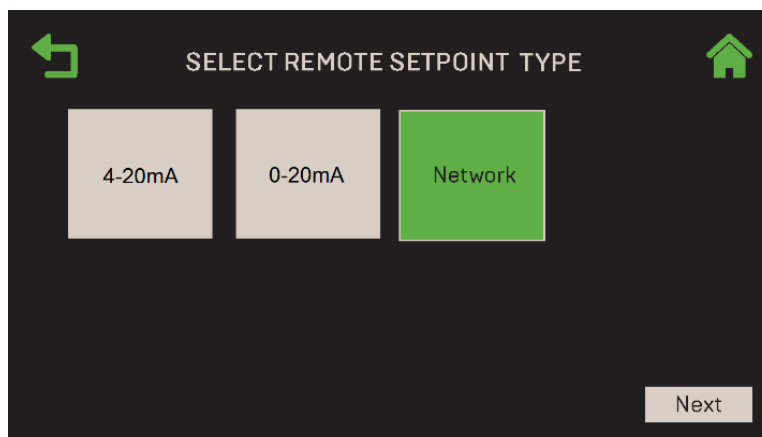 SELECT REMOTE SETPOINT TYPE
4-20mA
0-20mA
Network
Next